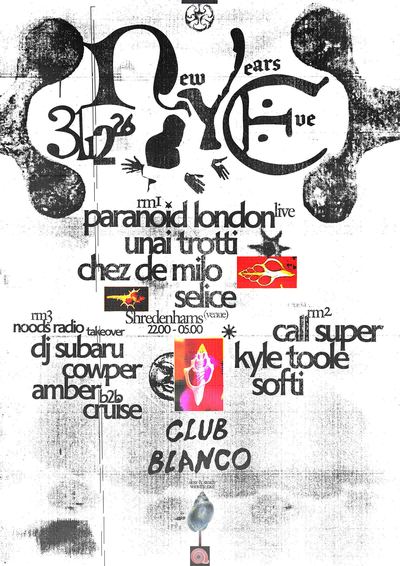 New Years Eve
31.12 26
rm1
paranoid london live
unai trotti
chez de milo
selice
Shredenhams (venue)
22.00 - 05.00
rm3
noods radio takeover
dj subaru
cowper
amber b2b
cruise
rm2
call super
kyle toole
softi
CLUB
BLANCO